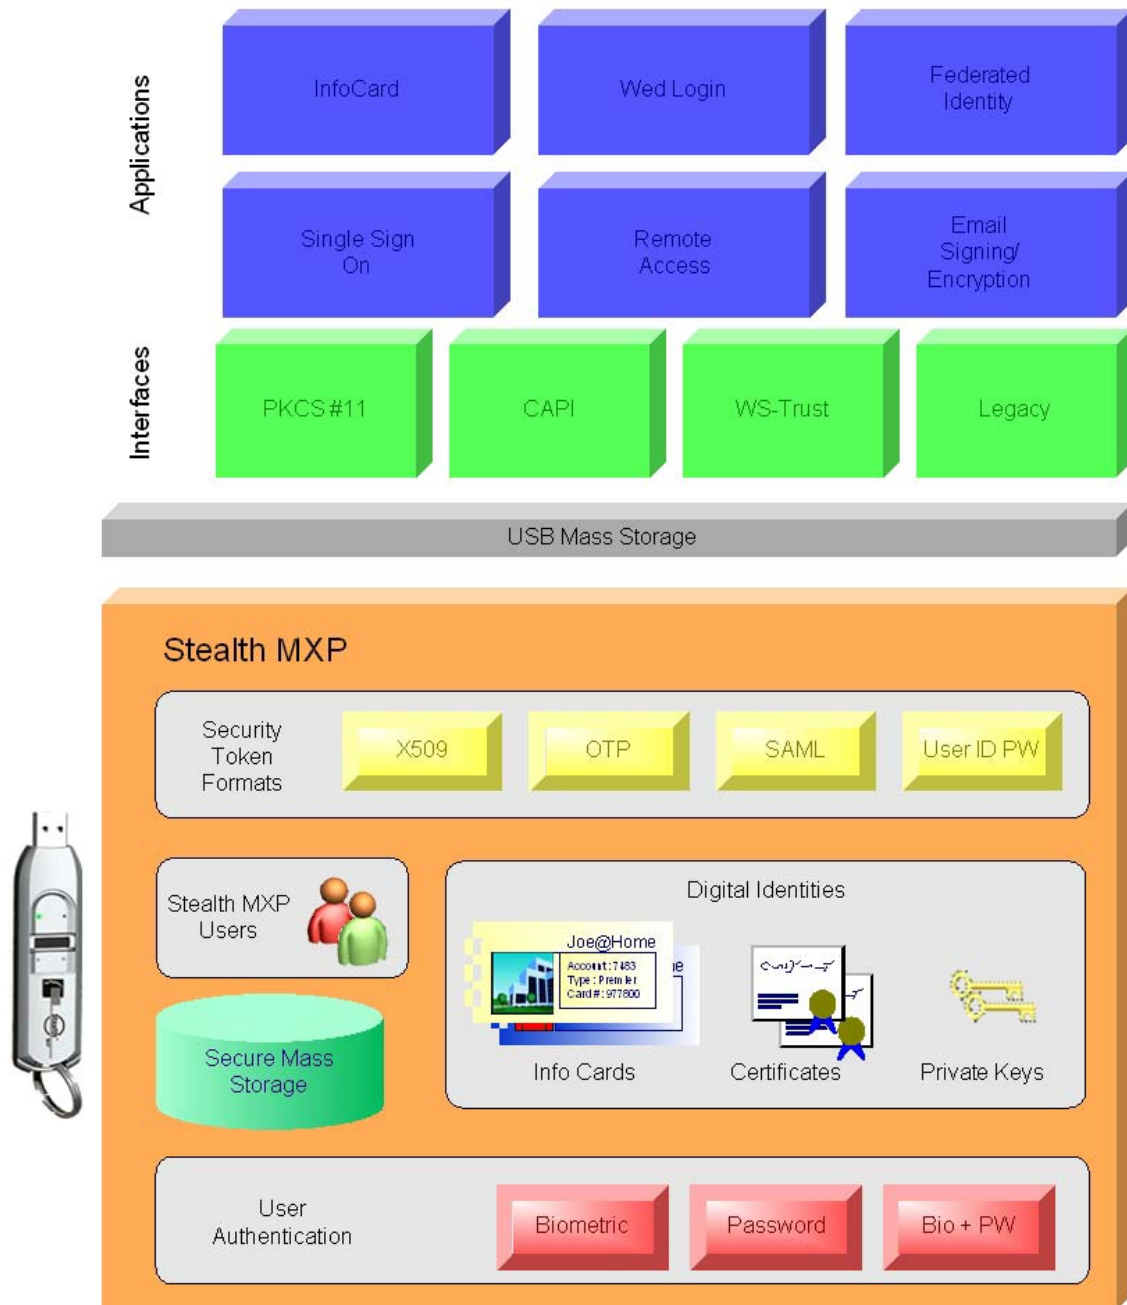 Applications
InfoCard
Wed Login
Federated
Identity
Single Sign
On
Remote
Access
Email
Signing/
Encryption
Interfaces
PKCS #11
CAPI
WS-Trust
Legacy
USB Mass Storage
Stealth MXP
Security
Token
Formats
X509
OTP
SAML
User ID PW
Stealth MXP
Users
Digital Identities
Joe@Home
Account: 7483
Type: Premier
Card#: 977800
Info Cards
Certificates
Private Keys
Secure Mass
Storage
User
Authentication
Biometric
Password
Bio + PW